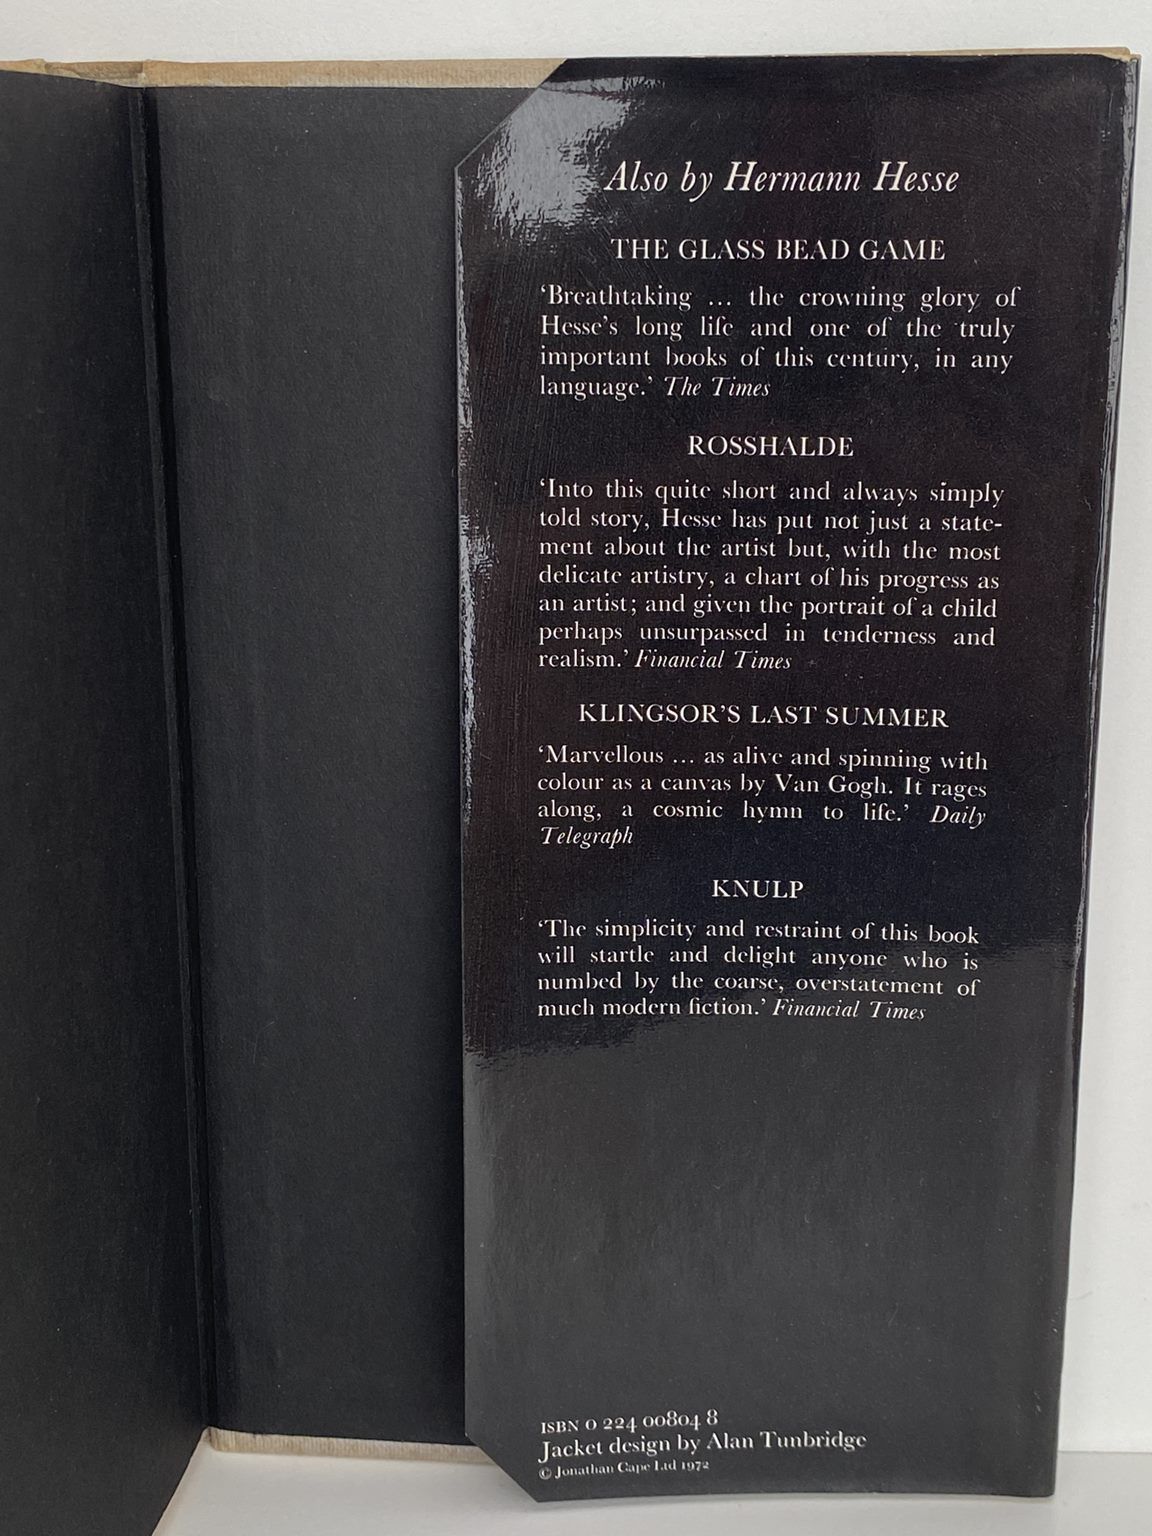 Also by Hermann Hesse
THE GLASS BEAD GAME
‘Breathtaking ... the crowning glory of
Hesse’s long life and one of the truly
important books of this century, in any
language.’ The Times
ROSSHALDE
‘Into this quite short and always simply
told story, Hesse has put not just a state-
ment about the artist but, with the most
delicate artistry, a chart of his progress as
an artist; and given the portrait of a child
perhaps unsurpassed in tenderness and
realism.’ Financial Times
KLINGSOR’S LAST SUMMER
‘Marvellous ... as alive and spinning with
colour as a canvas by Van Gogh. It rages
along, a cosmic hymn to life.’ Daily
Telegraph
KNULP
‘The simplicity and restraint of this book
will startle and delight anyone who is
numbed by the coarse, overstatement of
much modern fiction.’ Financial Times
ISBN 0 224 00804 8
Jacket design by Alan Tunbridge
© Jonathan Cape Ltd 1972